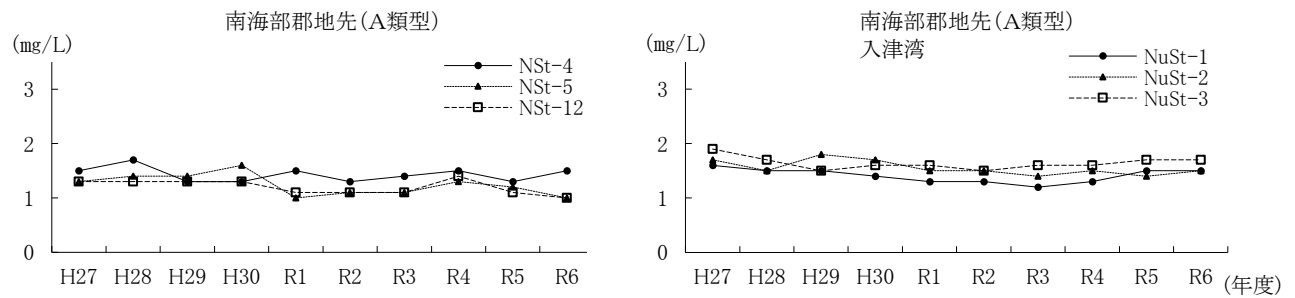 南海部郡地先(A類型)
(mg/L)
NSt-4
NSt-5
NSt-12
3
2
1
0
H27 H28 H29 H30 R1 R2 R3 R4 R5 R6
南海部郡地先(A類型)
入津湾
(mg/L)
NuSt-1
NuSt-2
NuSt-3
3
2
1
0
H27 H28 H29 H30 R1 R2 R3 R4 R5 R6 (年度)